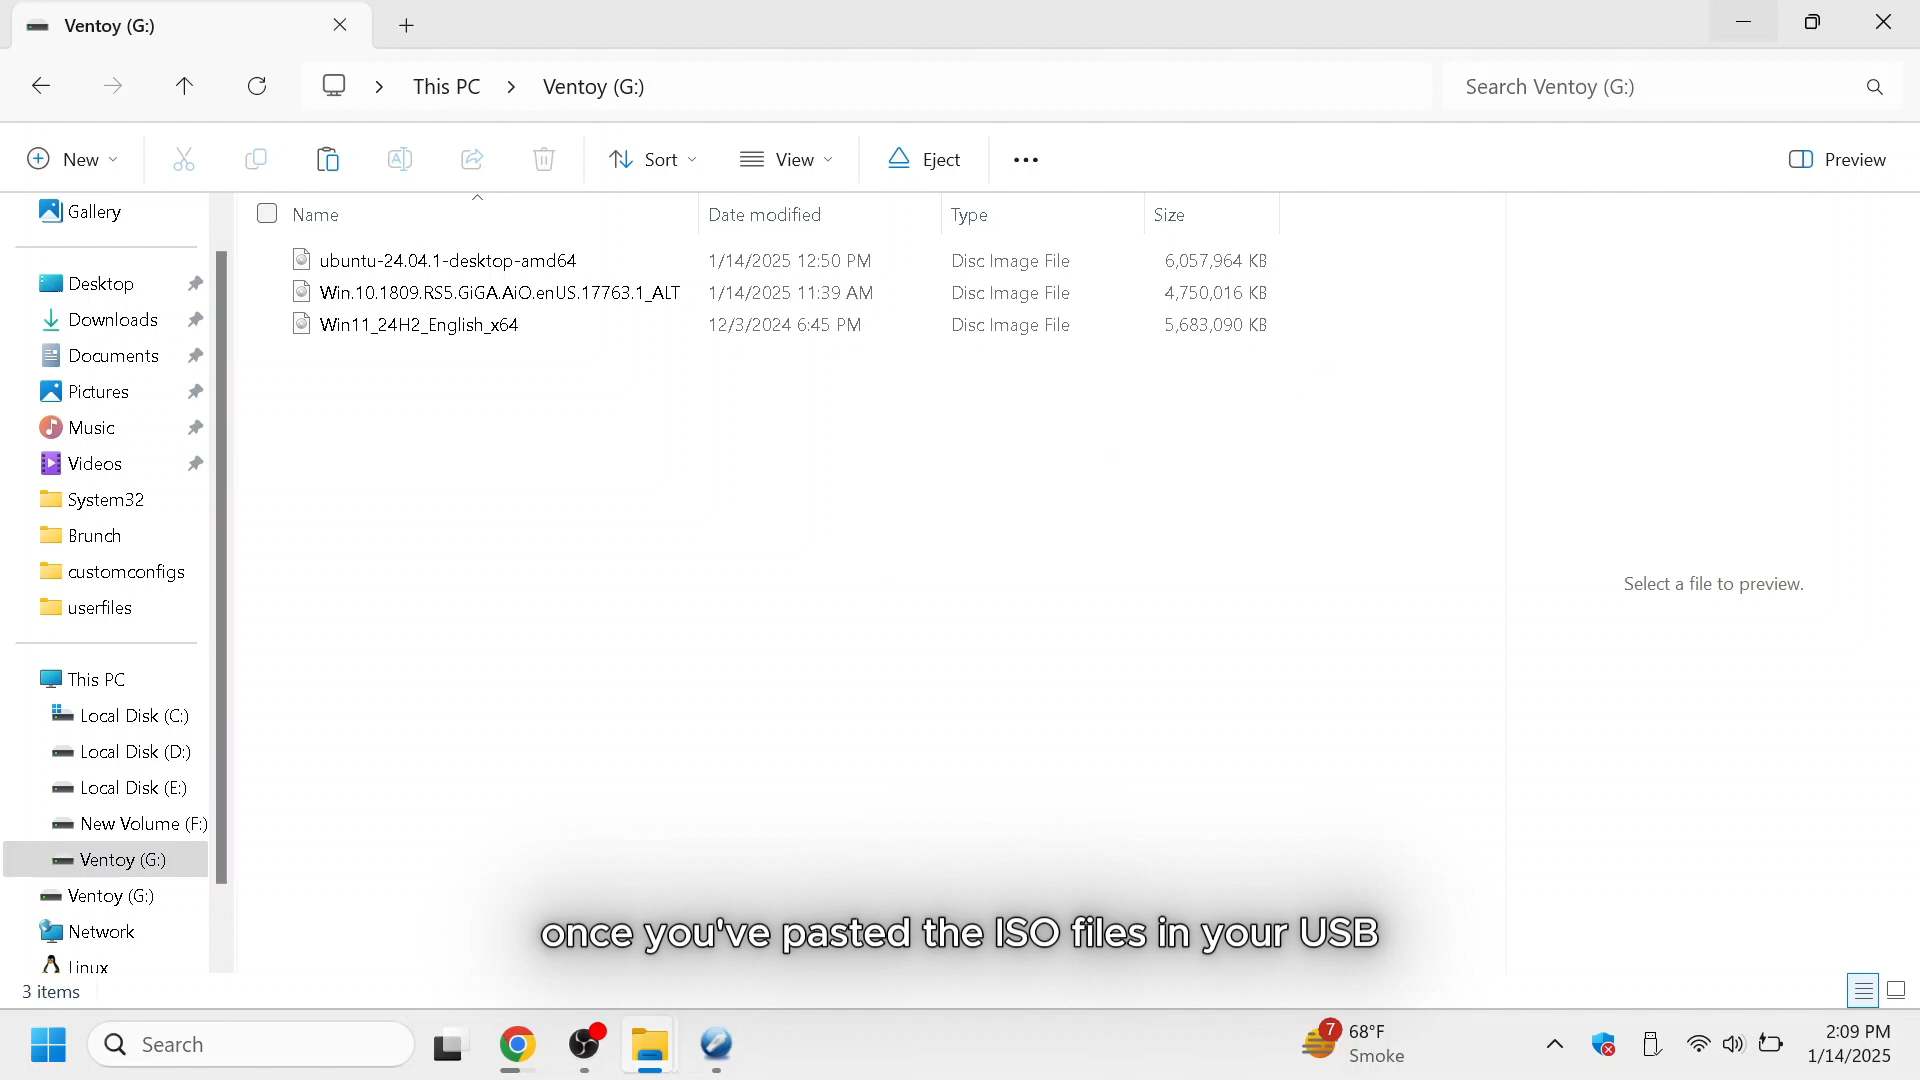 Ventoy (G:)
This PC
Ventoy (G:)
Search Ventoy (G:)
New
Sort
View
Eject
Preview
Gallery
Desktop
Downloads
Documents
Pictures
Music
Videos
System32
Brunch
customconfigs
userfiles
This PC
Local Disk (C:)
Local Disk (D:)
Local Disk (E:)
New Volume (F:)
Ventoy (G:)
Ventoy (G:)
Network
Linux
Name Date modified Type Size
ubuntu-24.04.1-desktop-amd64 1/14/2025 12:50 PM Disc Image File 6,057,964 KB
Win.10.1809.RS5.GiGA.AiO.enUS.17763.1_ALT 1/14/2025 11:39 AM Disc Image File 4,750,016 KB
Win11_24H2_English_x64 12/3/2024 6:45 PM Disc Image File 5,683,090 KB
Select a file to preview.
once you've pasted the ISO files in your USB
3 items
Search
7
68°F
Smoke
2:09 PM
1/14/2025